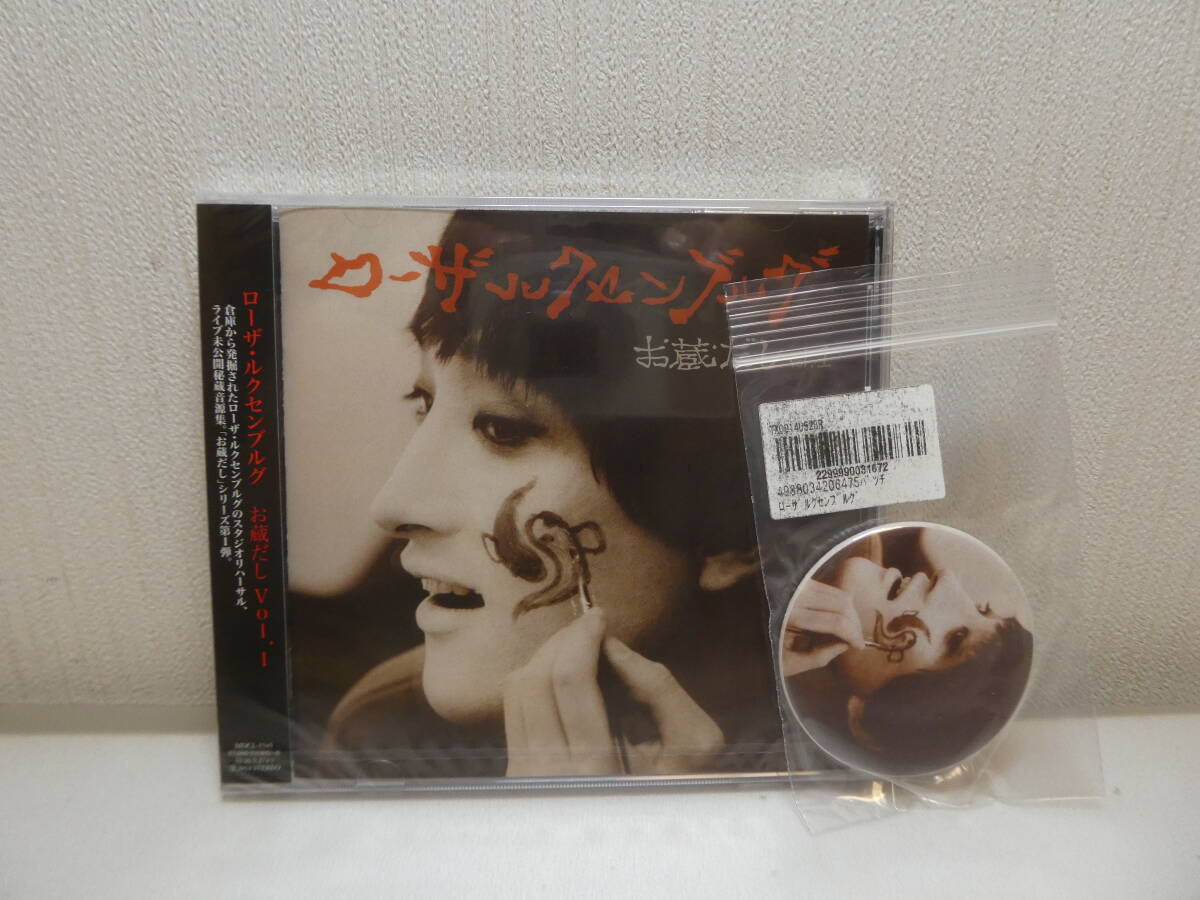 ローザ・ルクセンブルグ お蔵だし Vol.1
倉庫から発掘されたローザ・ルクセンブルグのスタジオリハーサル、
ライブ未公開秘蔵音源集。「お蔵だし」シリーズ第1弾。
ローザ・ルクセンブルグ
お蔵だし
2299990031672
4988034206475バッヂ
ローザルクセンブルグ